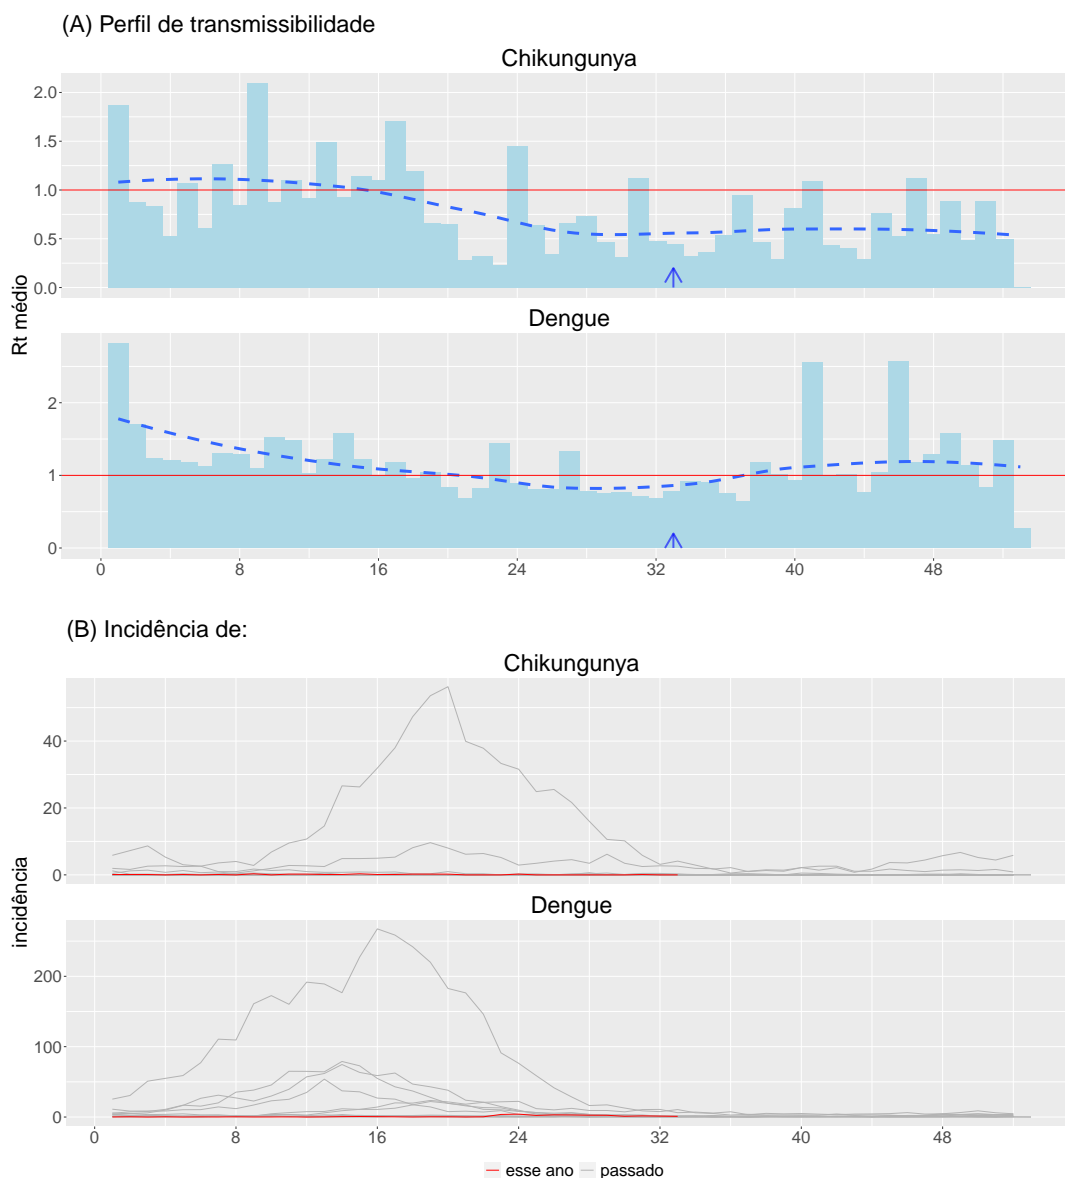 (A) Perfil de transmissibilidade
Chikungunya
2.0
1.5
1.0
0.5
0.0
Rt médio
Dengue
2
1
0
0 8 16 24 32 40 48
(B) Incidência de:
Chikungunya
40
20
0
incidência
Dengue
200
100
0
0 8 16 24 32 40 48
esse ano passado